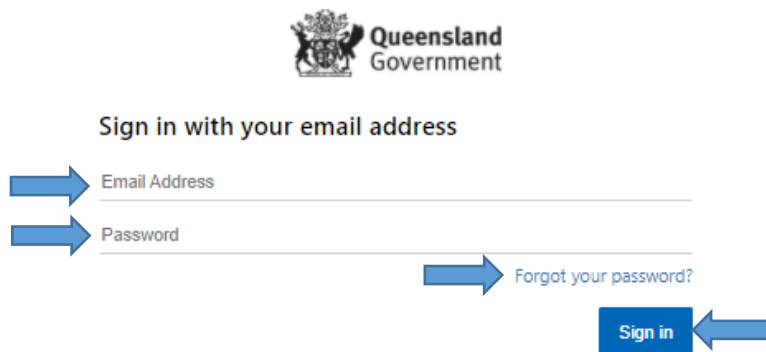 Queensland
Government
Sign in with your email address
Email Address
Password
Forgot your password?
Sign in